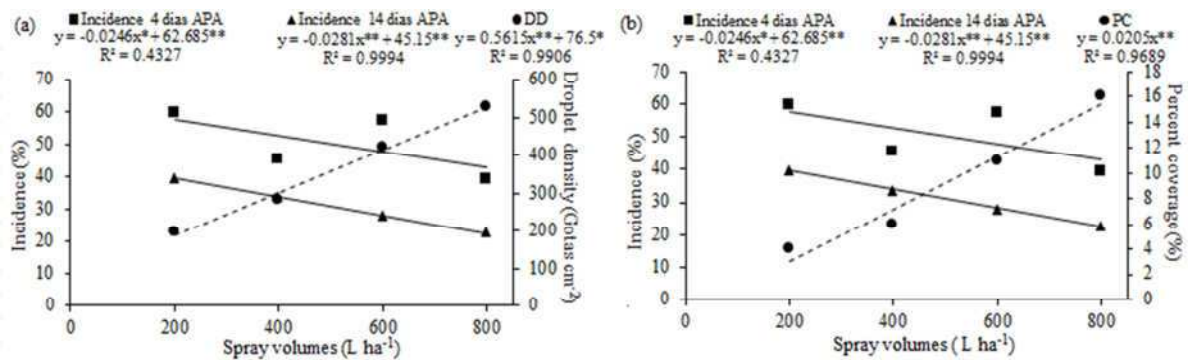 (a) Incidence 4 dias APA Incidence 14 dias APA DD
y = -0.0246x*+62.685** y = -0.0281x**+45.15** y = 0.5615x**+76.5*
R² = 0.4327 R² = 0.9994 R² = 0.9906
70
60
50
40
30
20
10
0
Incidence (%)
600
500
400
300
200
100
0
Droplet density (Gotas cm⁻²)
0 200 400 600 800
Spray volumes (L ha⁻¹)
(b) Incidence 4 dias APA Incidence 14 dias APA PC
y = -0.0246x*+62.685** y = -0.0281x**+45.15** y = 0.0205x**
R² = 0.4327 R² = 0.9994 R² = 0.9689
70
60
50
40
30
20
10
0
Incidence (%)
18
16
14
12
10
8
6
4
2
0
Percent coverage (%)
0 200 400 600 800
Spray volumes ( L ha⁻¹)